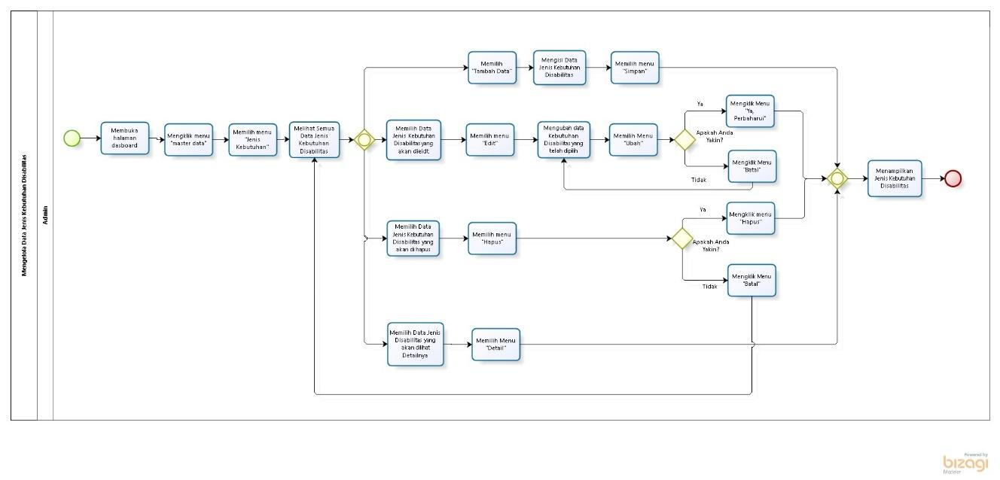 Mengelola Data Jenis Kebutuhan Disabilitas
Admin
Membuka
halaman
dasboard
Mengklik menu
"master data"
Memilih menu
"Jenis
Kebutuhan"
Melihat Semua
Data Jenis
Kebutuhan
Disabilitas
Memilih
"Tambah Data"
Mengisi Data
Jenis Kebutuhan
Disabilitas
Memilih menu
"Simpan"
Memilih Data
Jenis Kebutuhan
Disabilitas yang
akan dieidt
Memilih menu
"Edit"
Mengubah data
Kebutuhan
Disabilitas yang
telah dipilih
Memilih Menu
"Ubah"
Apakah Anda
Yakin?
Ya
Mengklik Menu
"Ya,
Perbaharui"
Tidak
Mengklik Menu
"Batal"
Memilih Data
Jenis Kebutuhan
Disabilitas yang
akan di hapus
Memilih menu
"Hapus"
Apakah Anda
Yakin?
Ya
Mengklik menu
"Hapus"
Tidak
Mengklik Menu
"Batal"
Memilih Data Jenis
Disabilitas yang
akan dilihat
Detailnya
Memilih Menu
"Detail"
Menampilkan
Jenis Kebutuhan
Disabilitas
Powered by
bizagi
Modeler